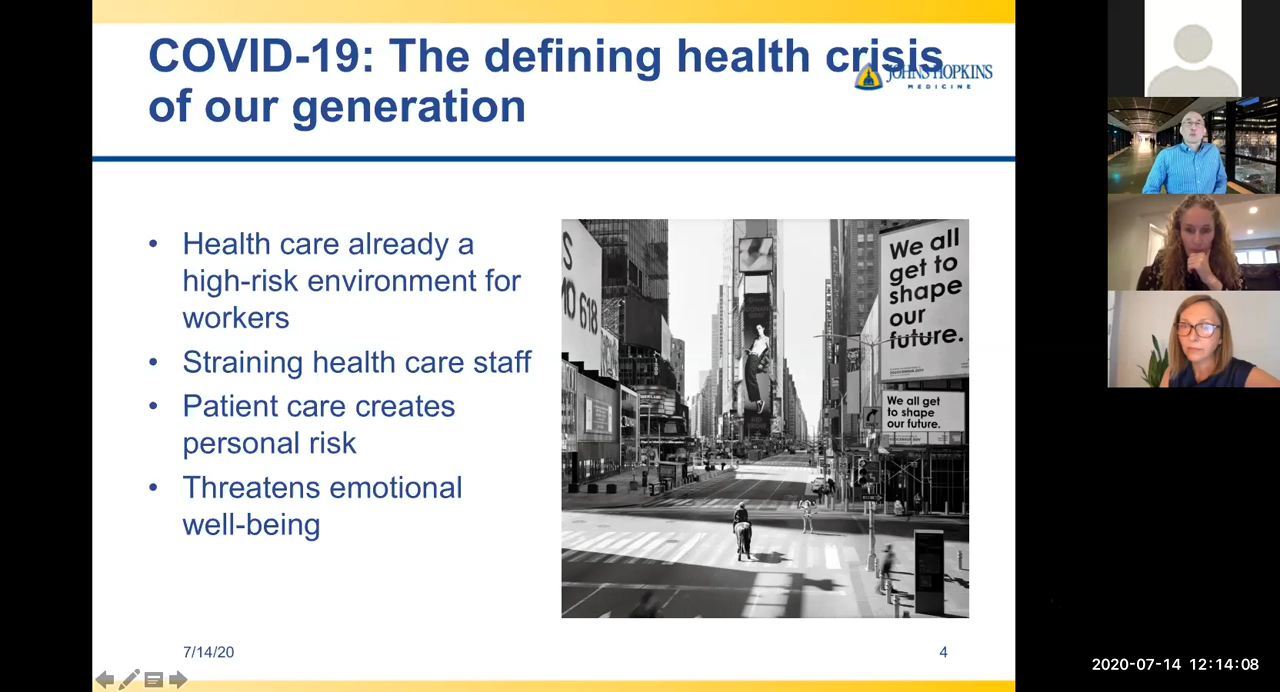 COVID-19: The defining health crisis
of our generation
JOHNS HOPKINS
MEDICINE
• Health care already a
high-risk environment for
workers
• Straining health care staff
• Patient care creates
personal risk
• Threatens emotional
well-being
We all
get to
shape
our
future.
We all get
to shape
our future.
ONLY
7/14/20
4
2020-07-14 12:14:08